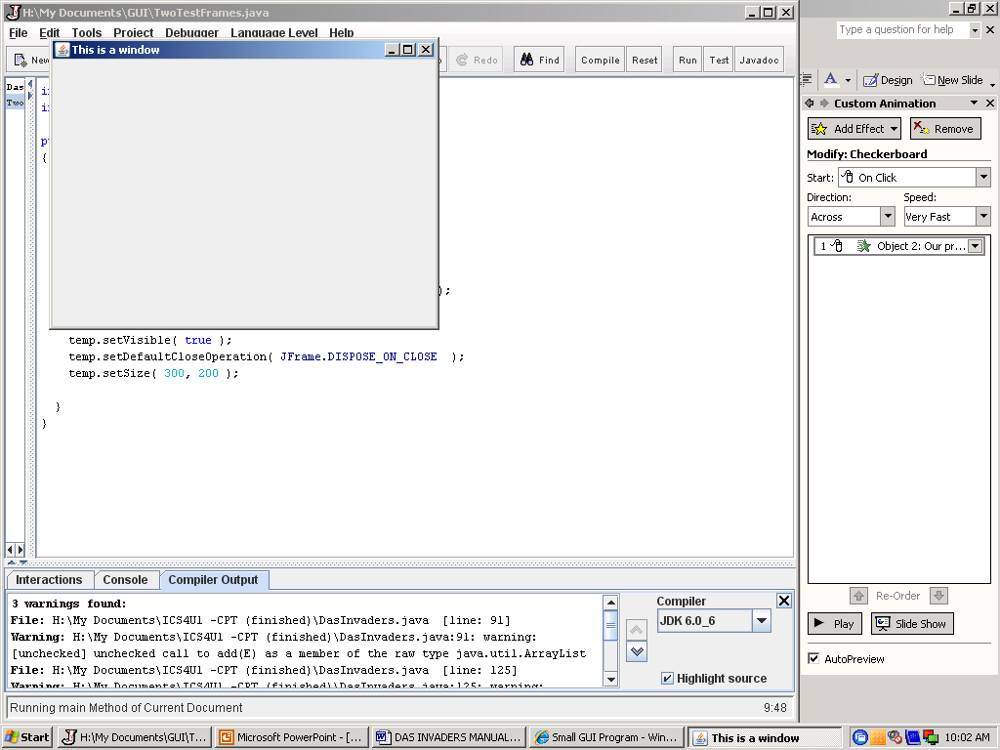 H:\My Documents\GUI\TwoTestFrames.java
File Edit Tools Project Debugger Language Level Help
New Redo Find Compile Reset Run Test Javadoc
This is a window
Das
Two
{
);
temp.setVisible( true );
temp.setDefaultCloseOperation( JFrame.DISPOSE_ON_CLOSE );
temp.setSize( 300, 200 );
}
}
Interactions Console Compiler Output
3 warnings found:
File: H:\My Documents\ICS4U1 -CPT (finished)\DasInvaders.java [line: 91]
Warning: H:\My Documents\ICS4U1 -CPT (finished)\DasInvaders.java:91: warning:
[unchecked] unchecked call to add(E) as a member of the raw type java.util.ArrayList
File: H:\My Documents\ICS4U1 -CPT (finished)\DasInvaders.java [line: 125]
Warning: H:\My Documents\ICS4U1 -CPT (finished)\DasInvaders.java:125: warning:
Compiler
JDK 6.0_6
Highlight source
Running main Method of Current Document 9:48
Type a question for help
A Design New Slide
Custom Animation
Add Effect Remove
Modify: Checkerboard
Start: On Click
Direction: Speed:
Across Very Fast
1 Object 2: Our pr...
Re-Order
Play Slide Show
AutoPreview
Start H:\My Documents\GUI\T... Microsoft PowerPoint - [... DAS INVADERS MANUAL... Small GUI Program - Win... This is a window 10:02 AM